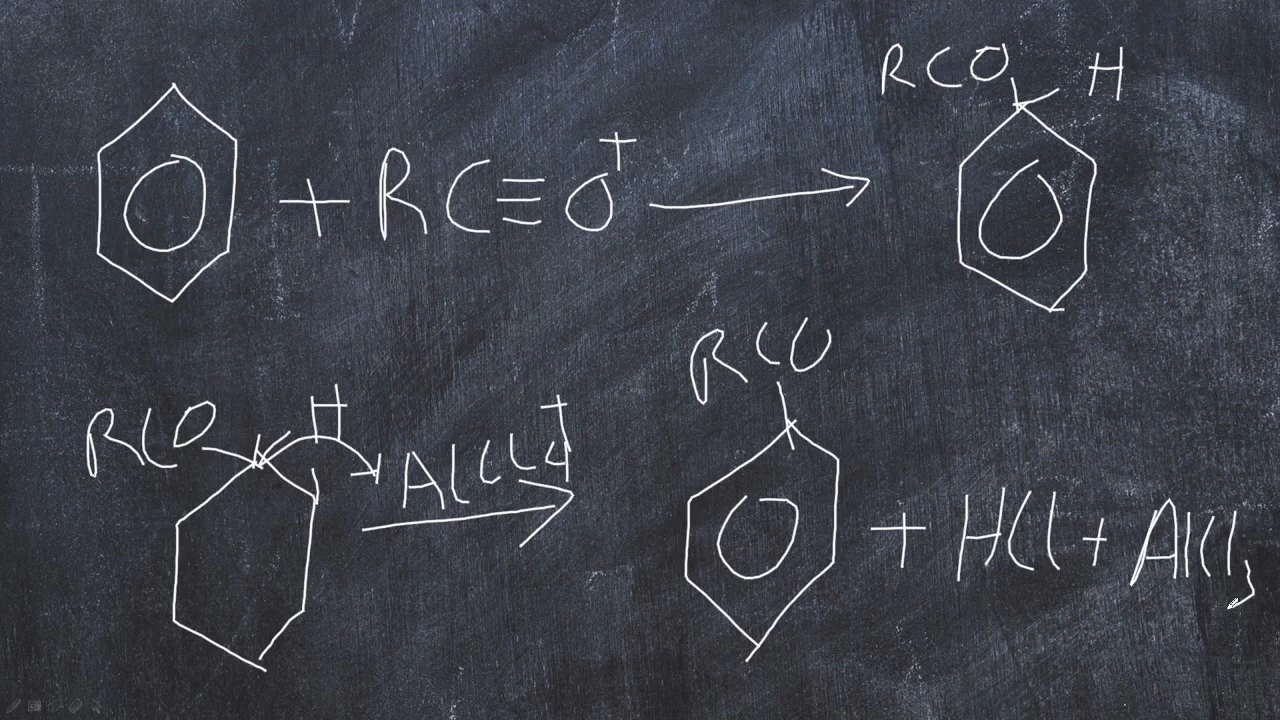 + RC≡O+ → RCO H
RCO H AlCl4+ → RCO + HCl + AlCl3